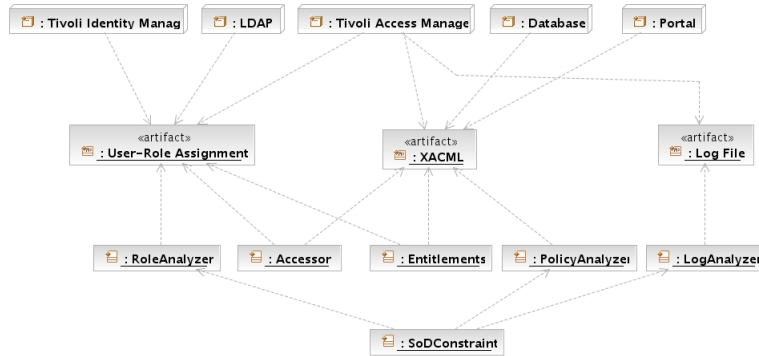 : Tivoli Identity Manag
: LDAP
: Tivoli Access Manage
: Database
: Portal
«artifact»
: User-Role Assignment
«artifact»
: XACML
«artifact»
: Log File
: RoleAnalyzer
: Accessor
: Entitlements
: PolicyAnalyzer
: LogAnalyzer
: SoDConstraint